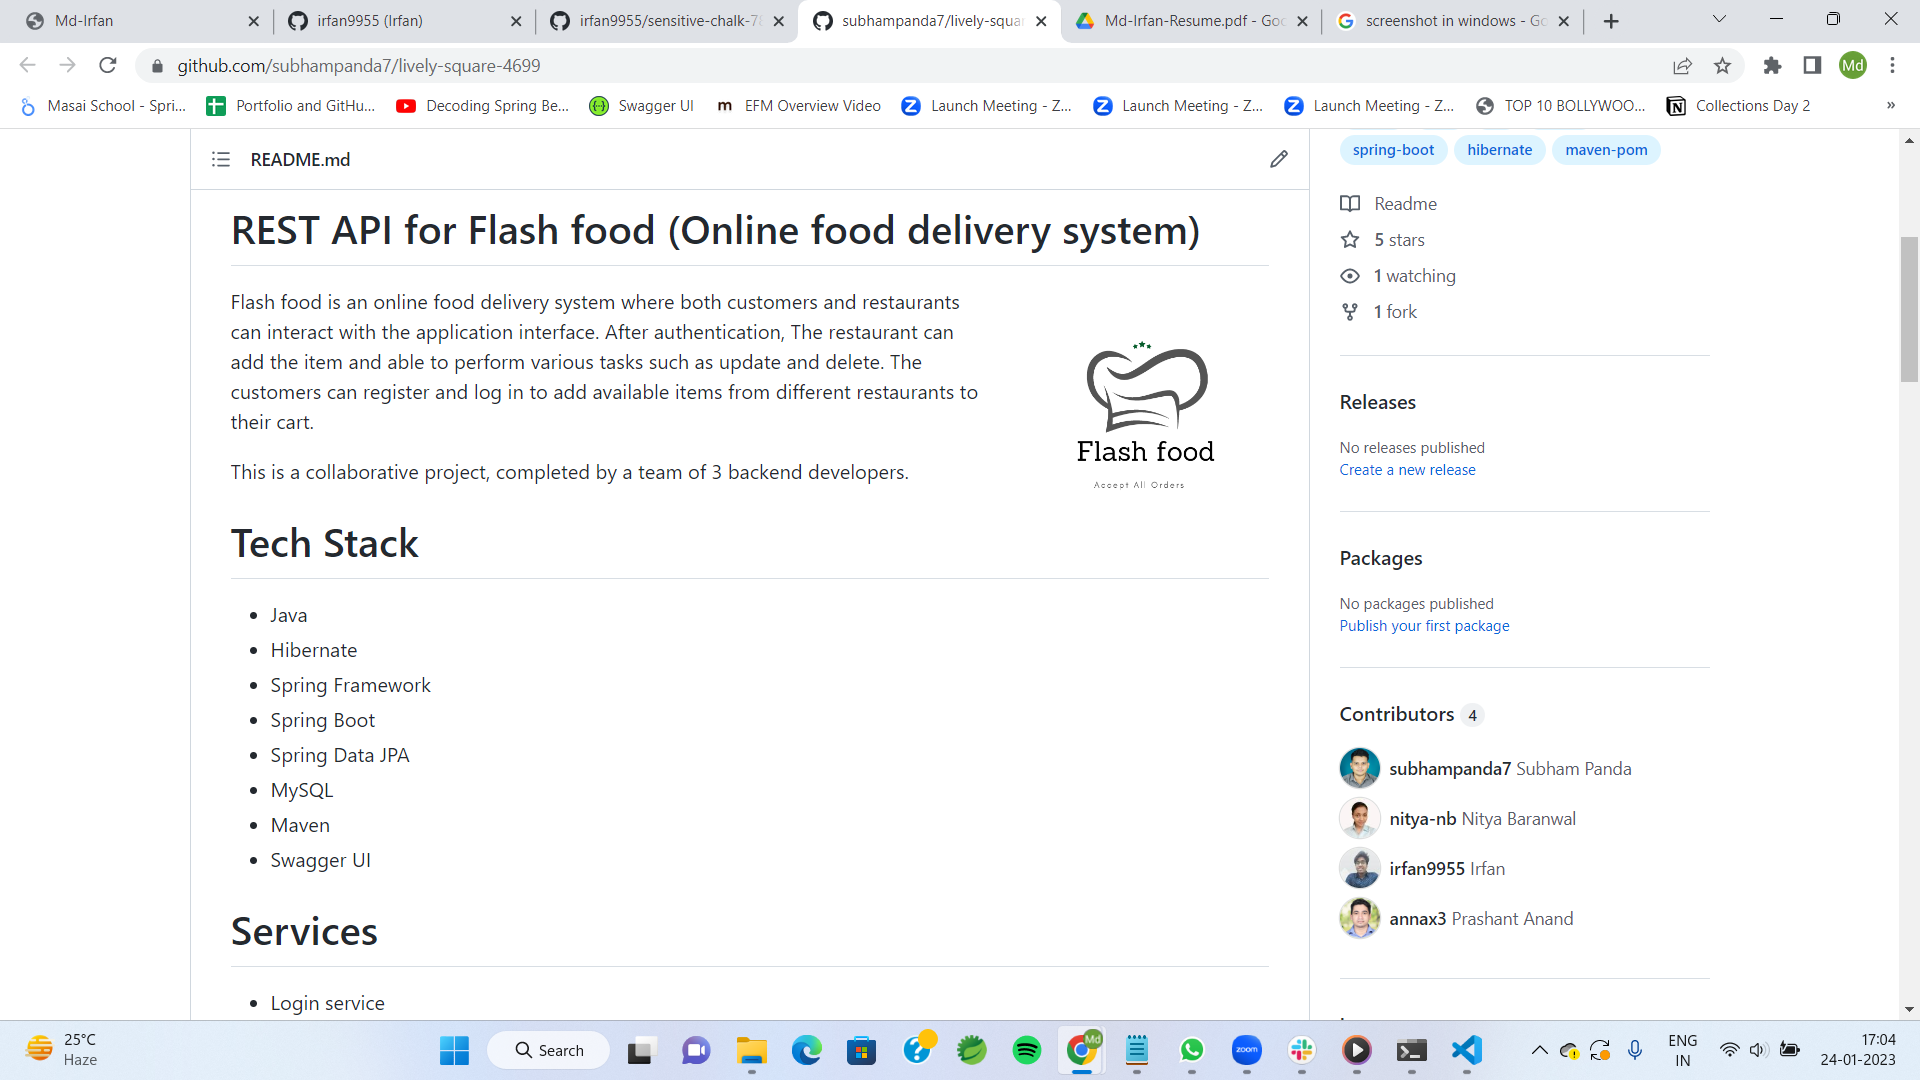 Md-Irfan
irfan9955 (Irfan)
irfan9955/sensitive-chalk-78
subhampanda7/lively-squar
Md-Irfan-Resume.pdf - Goo
screenshot in windows - Go
github.com/subhampanda7/lively-square-4699
Md
Masai School - Spri...
Portfolio and GitHu...
Decoding Spring Be...
Swagger UI
EFM Overview Video
Launch Meeting - Z...
Launch Meeting - Z...
Launch Meeting - Z...
TOP 10 BOLLYWOO...
Collections Day 2
»
README.md
REST API for Flash food (Online food delivery system)
Flash food is an online food delivery system where both customers and restaurants
can interact with the application interface. After authentication, The restaurant can
add the item and able to perform various tasks such as update and delete. The
customers can register and log in to add available items from different restaurants to
their cart.
This is a collaborative project, completed by a team of 3 backend developers.
Flash food
Accept All Orders
Tech Stack
• Java
• Hibernate
• Spring Framework
• Spring Boot
• Spring Data JPA
• MySQL
• Maven
• Swagger UI
Services
• Login service
spring-boot
hibernate
maven-pom
Readme
5 stars
1 watching
1 fork
Releases
No releases published
Create a new release
Packages
No packages published
Publish your first package
Contributors 4
subhampanda7 Subham Panda
nitya-nb Nitya Baranwal
irfan9955 Irfan
annax3 Prashant Anand
25°C
Haze
Search
Md
zoom
ENG
IN
17:04
24-01-2023